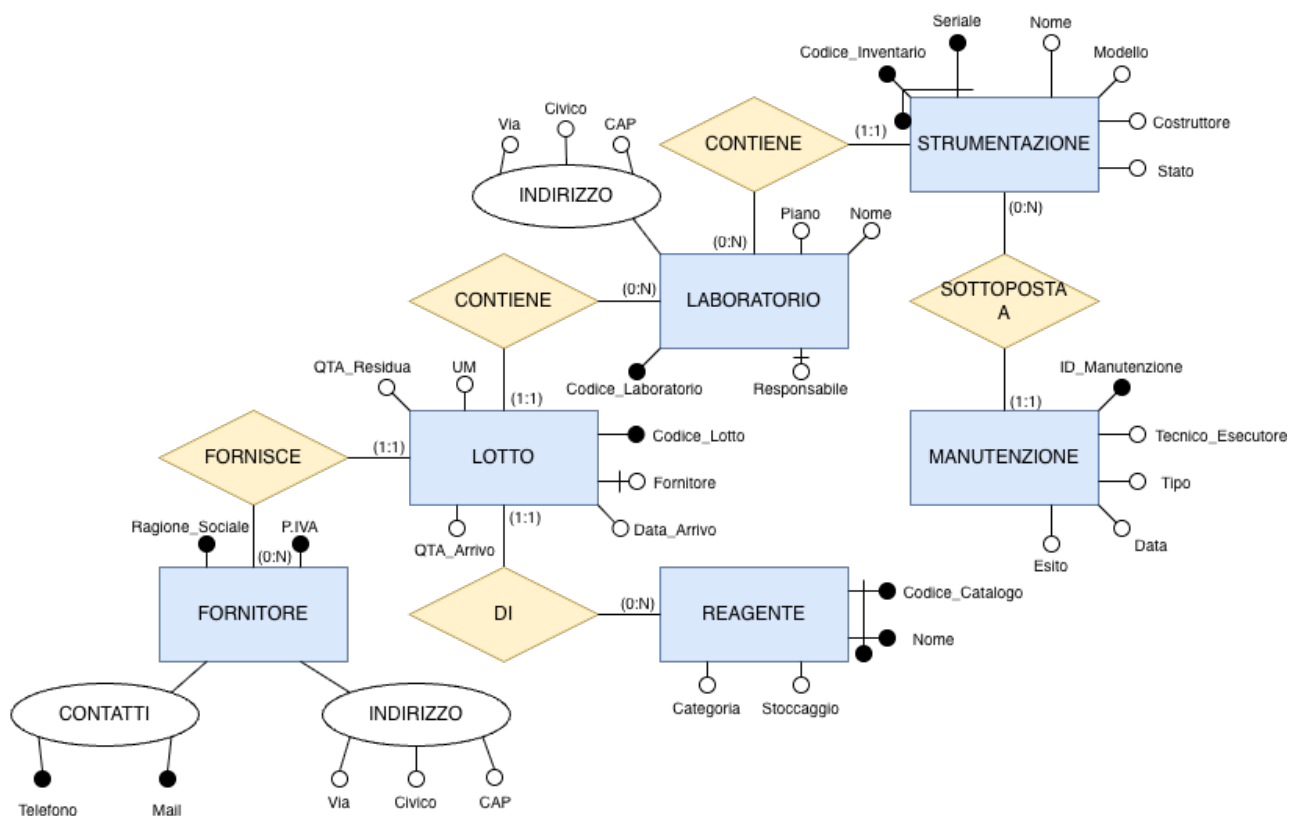 Seriale
Nome
Codice_Inventario
Modello
Civico
Via
CAP
CONTIENE
(1:1)
STRUMENTAZIONE
Costruttore
Stato
INDIRIZZO
(0:N)
Piano
Nome
(0:N)
CONTIENE
(0:N)
LABORATORIO
SOTTOPOSTA
A
QTA_Residua
UM
Codice_Laboratorio
Responsabile
ID_Manutenzione
(1:1)
(1:1)
FORNISCE
(1:1)
LOTTO
Codice_Lotto
MANUTENZIONE
Tecnico_Esecutore
Fornitore
Tipo
(1:1)
Ragione_Sociale
P.IVA
QTA_Arrivo
Data_Arrivo
Data
(0:N)
Esito
FORNITORE
DI
(0:N)
REAGENTE
Codice_Catalogo
Nome
CONTATTI
INDIRIZZO
Categoria
Stoccaggio
Telefono
Mail
Via
Civico
CAP